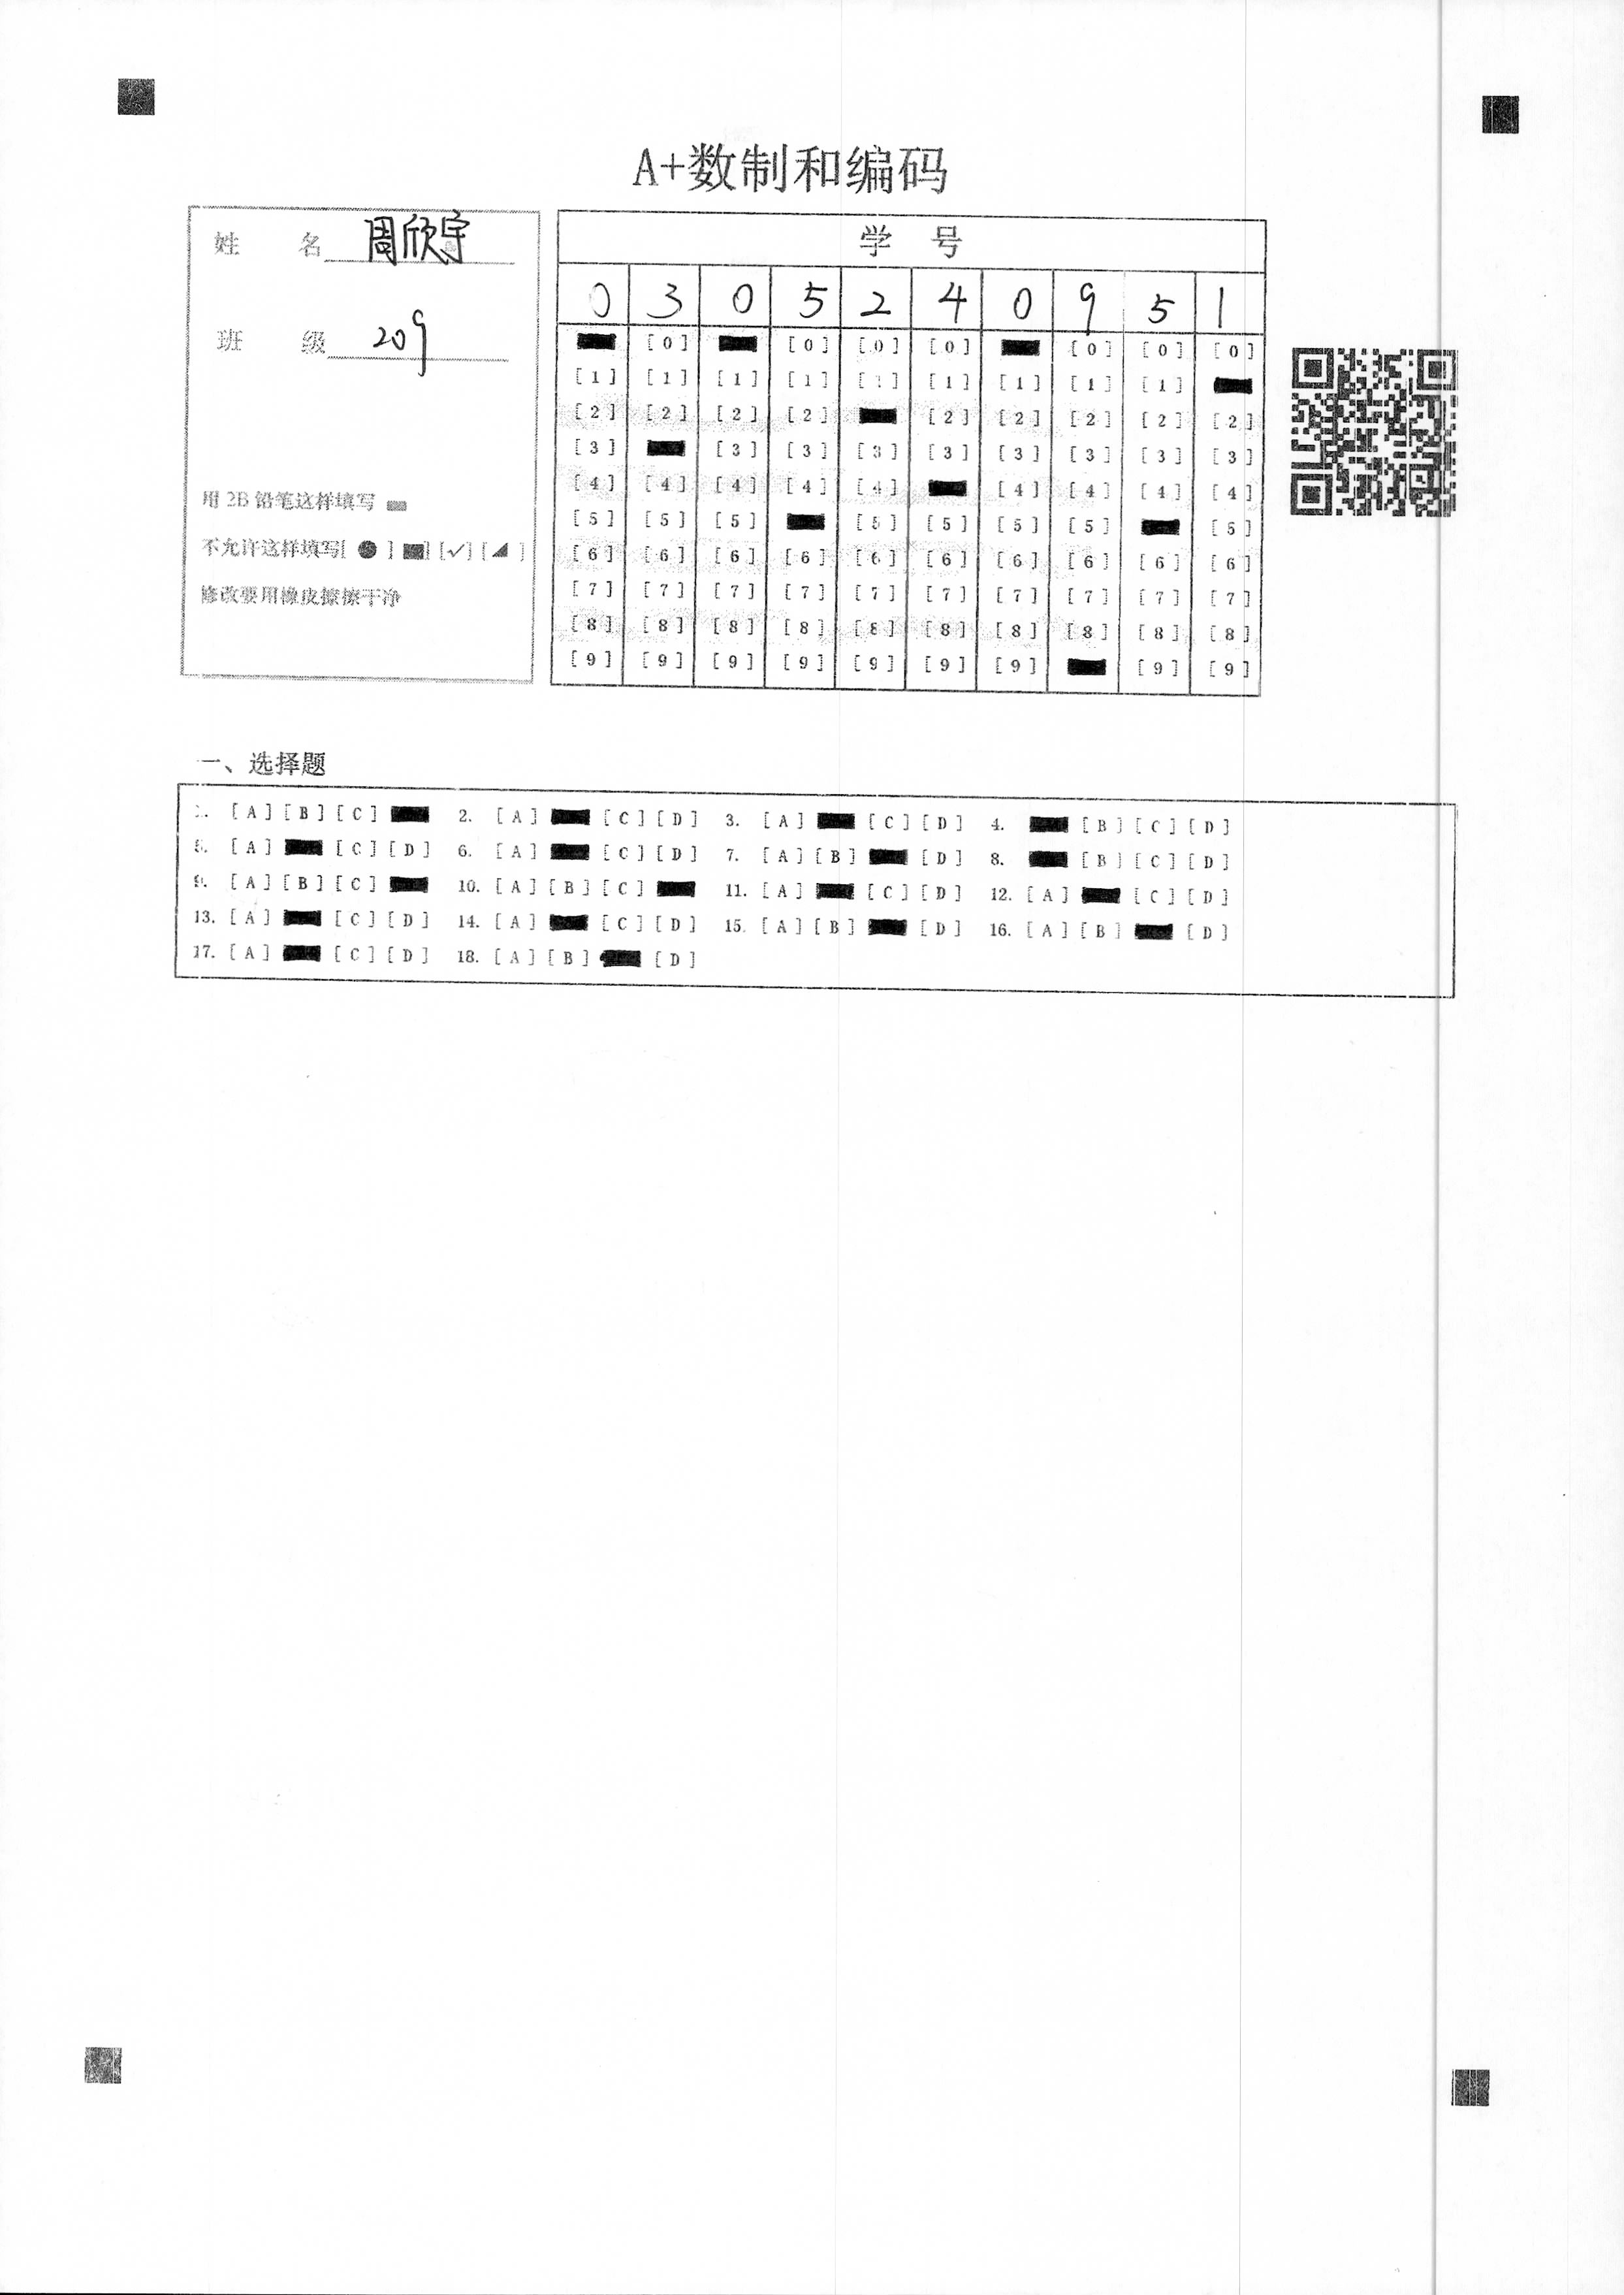 A+数制和编码
姓 名 周欣宇
班 级 209
用 2B 铅笔这样填写
不允许这样填写[ ● ] [■] [✓] [◢ ]
修改要用橡皮擦擦干净
学 号
0 3 0 5 2 4 0 9 5 1
[0] [0] [0] [0] [0] [0] [0]
[1] [1] [1] [1] [1] [1] [1] [1] [1]
[2] [2] [2] [2] [2] [2] [2] [2] [2]
[3] [3] [3] [3] [3] [3] [3] [3] [3]
[4] [4] [4] [4] [4] [4] [4] [4] [4]
[5] [5] [5] [5] [5] [5] [5] [5]
[6] [6] [6] [6] [6] [6] [6] [6] [6] [6]
[7] [7] [7] [7] [7] [7] [7] [7] [7] [7]
[8] [8] [8] [8] [8] [8] [8] [8] [8] [8]
[9] [9] [9] [9] [9] [9] [9] [9] [9]
一、选择题
1. [A] [B] [C] 2. [A] [C] [D] 3. [A] [C] [D] 4. [B] [C] [D]
5. [A] [C] [D] 6. [A] [C] [D] 7. [A] [B] [D] 8. [B] [C] [D]
9. [A] [B] [C] 10. [A] [B] [C] 11. [A] [C] [D] 12. [A] [C] [D]
13. [A] [C] [D] 14. [A] [C] [D] 15. [A] [B] [D] 16. [A] [B] [D]
17. [A] [C] [D] 18. [A] [B] [D]